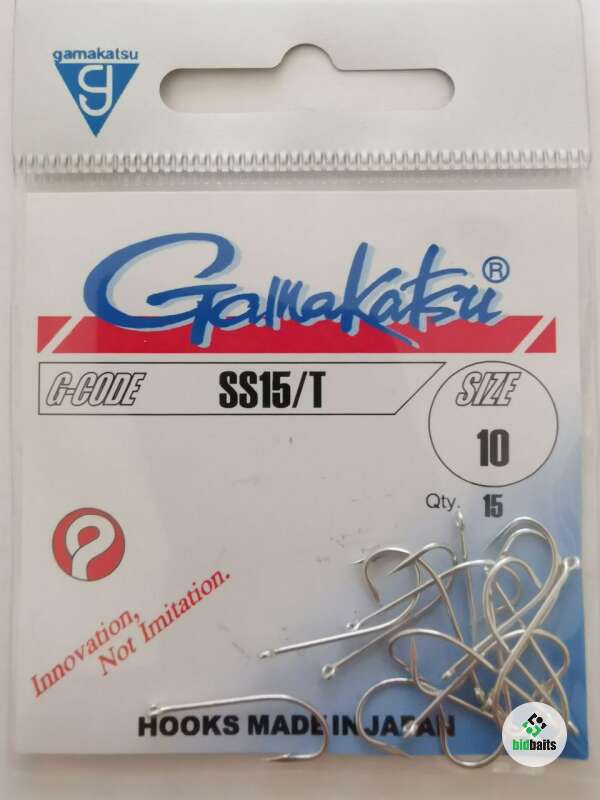 gamakatsu
g
Gamakatsu ®
G-CODE SS15/T SIZE
10
Qty. 15
Innovation,
Not Imitation.
HOOKS MADE IN JAPAN
bidbaits